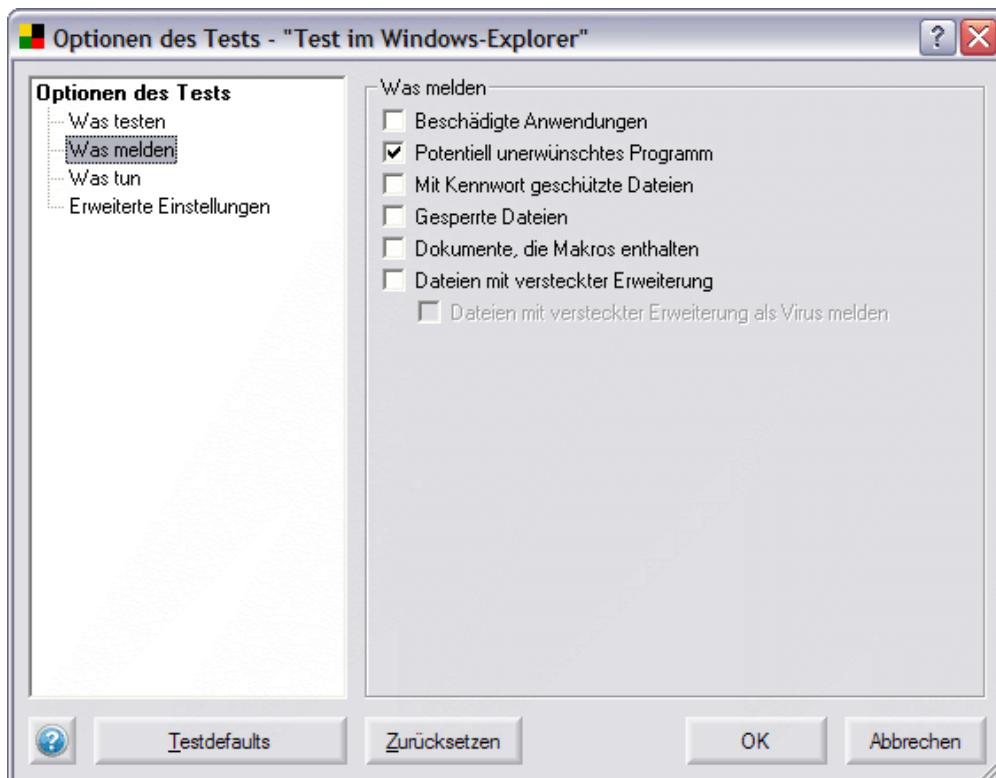 Optionen des Tests - "Test im Windows-Explorer"
Optionen des Tests
Was testen
Was melden
Was tun
Erweiterte Einstellungen
Was melden
Beschädigte Anwendungen
Potentiell unerwünschtes Programm
Mit Kennwort geschützte Dateien
Gesperrte Dateien
Dokumente, die Makros enthalten
Dateien mit versteckter Erweiterung
Dateien mit versteckter Erweiterung als Virus melden
Testdefaults
Zurücksetzen
OK
Abbrechen